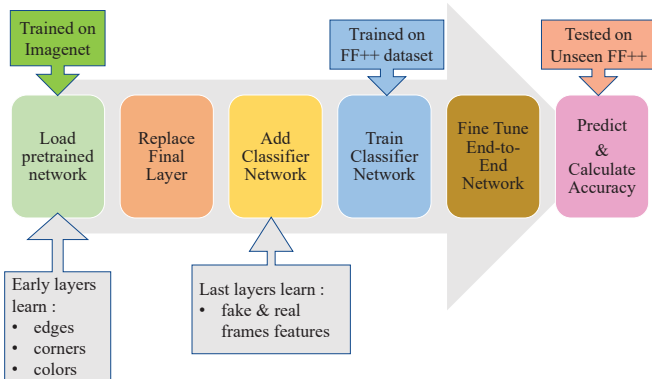 Trained on
Imagenet
Trained on
FF++ dataset
Tested on
Unseen FF++
Load
pretrained
network
Replace
Final
Layer
Add
Classifier
Network
Train
Classifier
Network
Fine Tune
End-to-
End
Network
Predict
&
Calculate
Accuracy
Early layers
learn :
• edges
• corners
• colors
Last layers learn :
• fake & real
frames features